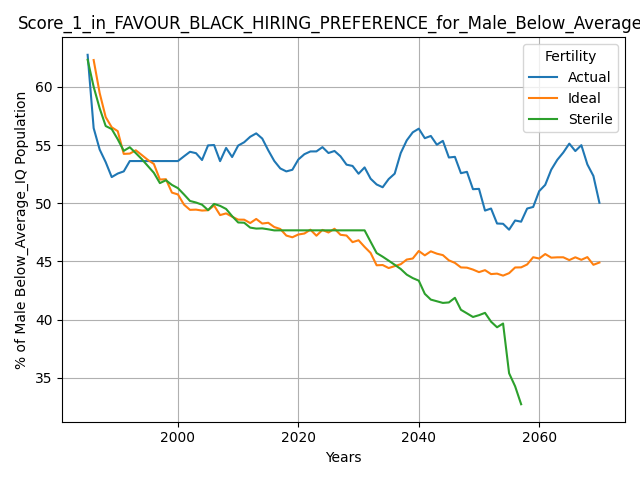 Score_1_in_FAVOUR_BLACK_HIRING_PREFERENCE_for_Male_Below_Average
Fertility
Actual
Ideal
Sterile
% of Male Below_Average_IQ Population
60
55
50
45
40
35
2000
2020
2040
2060
Years